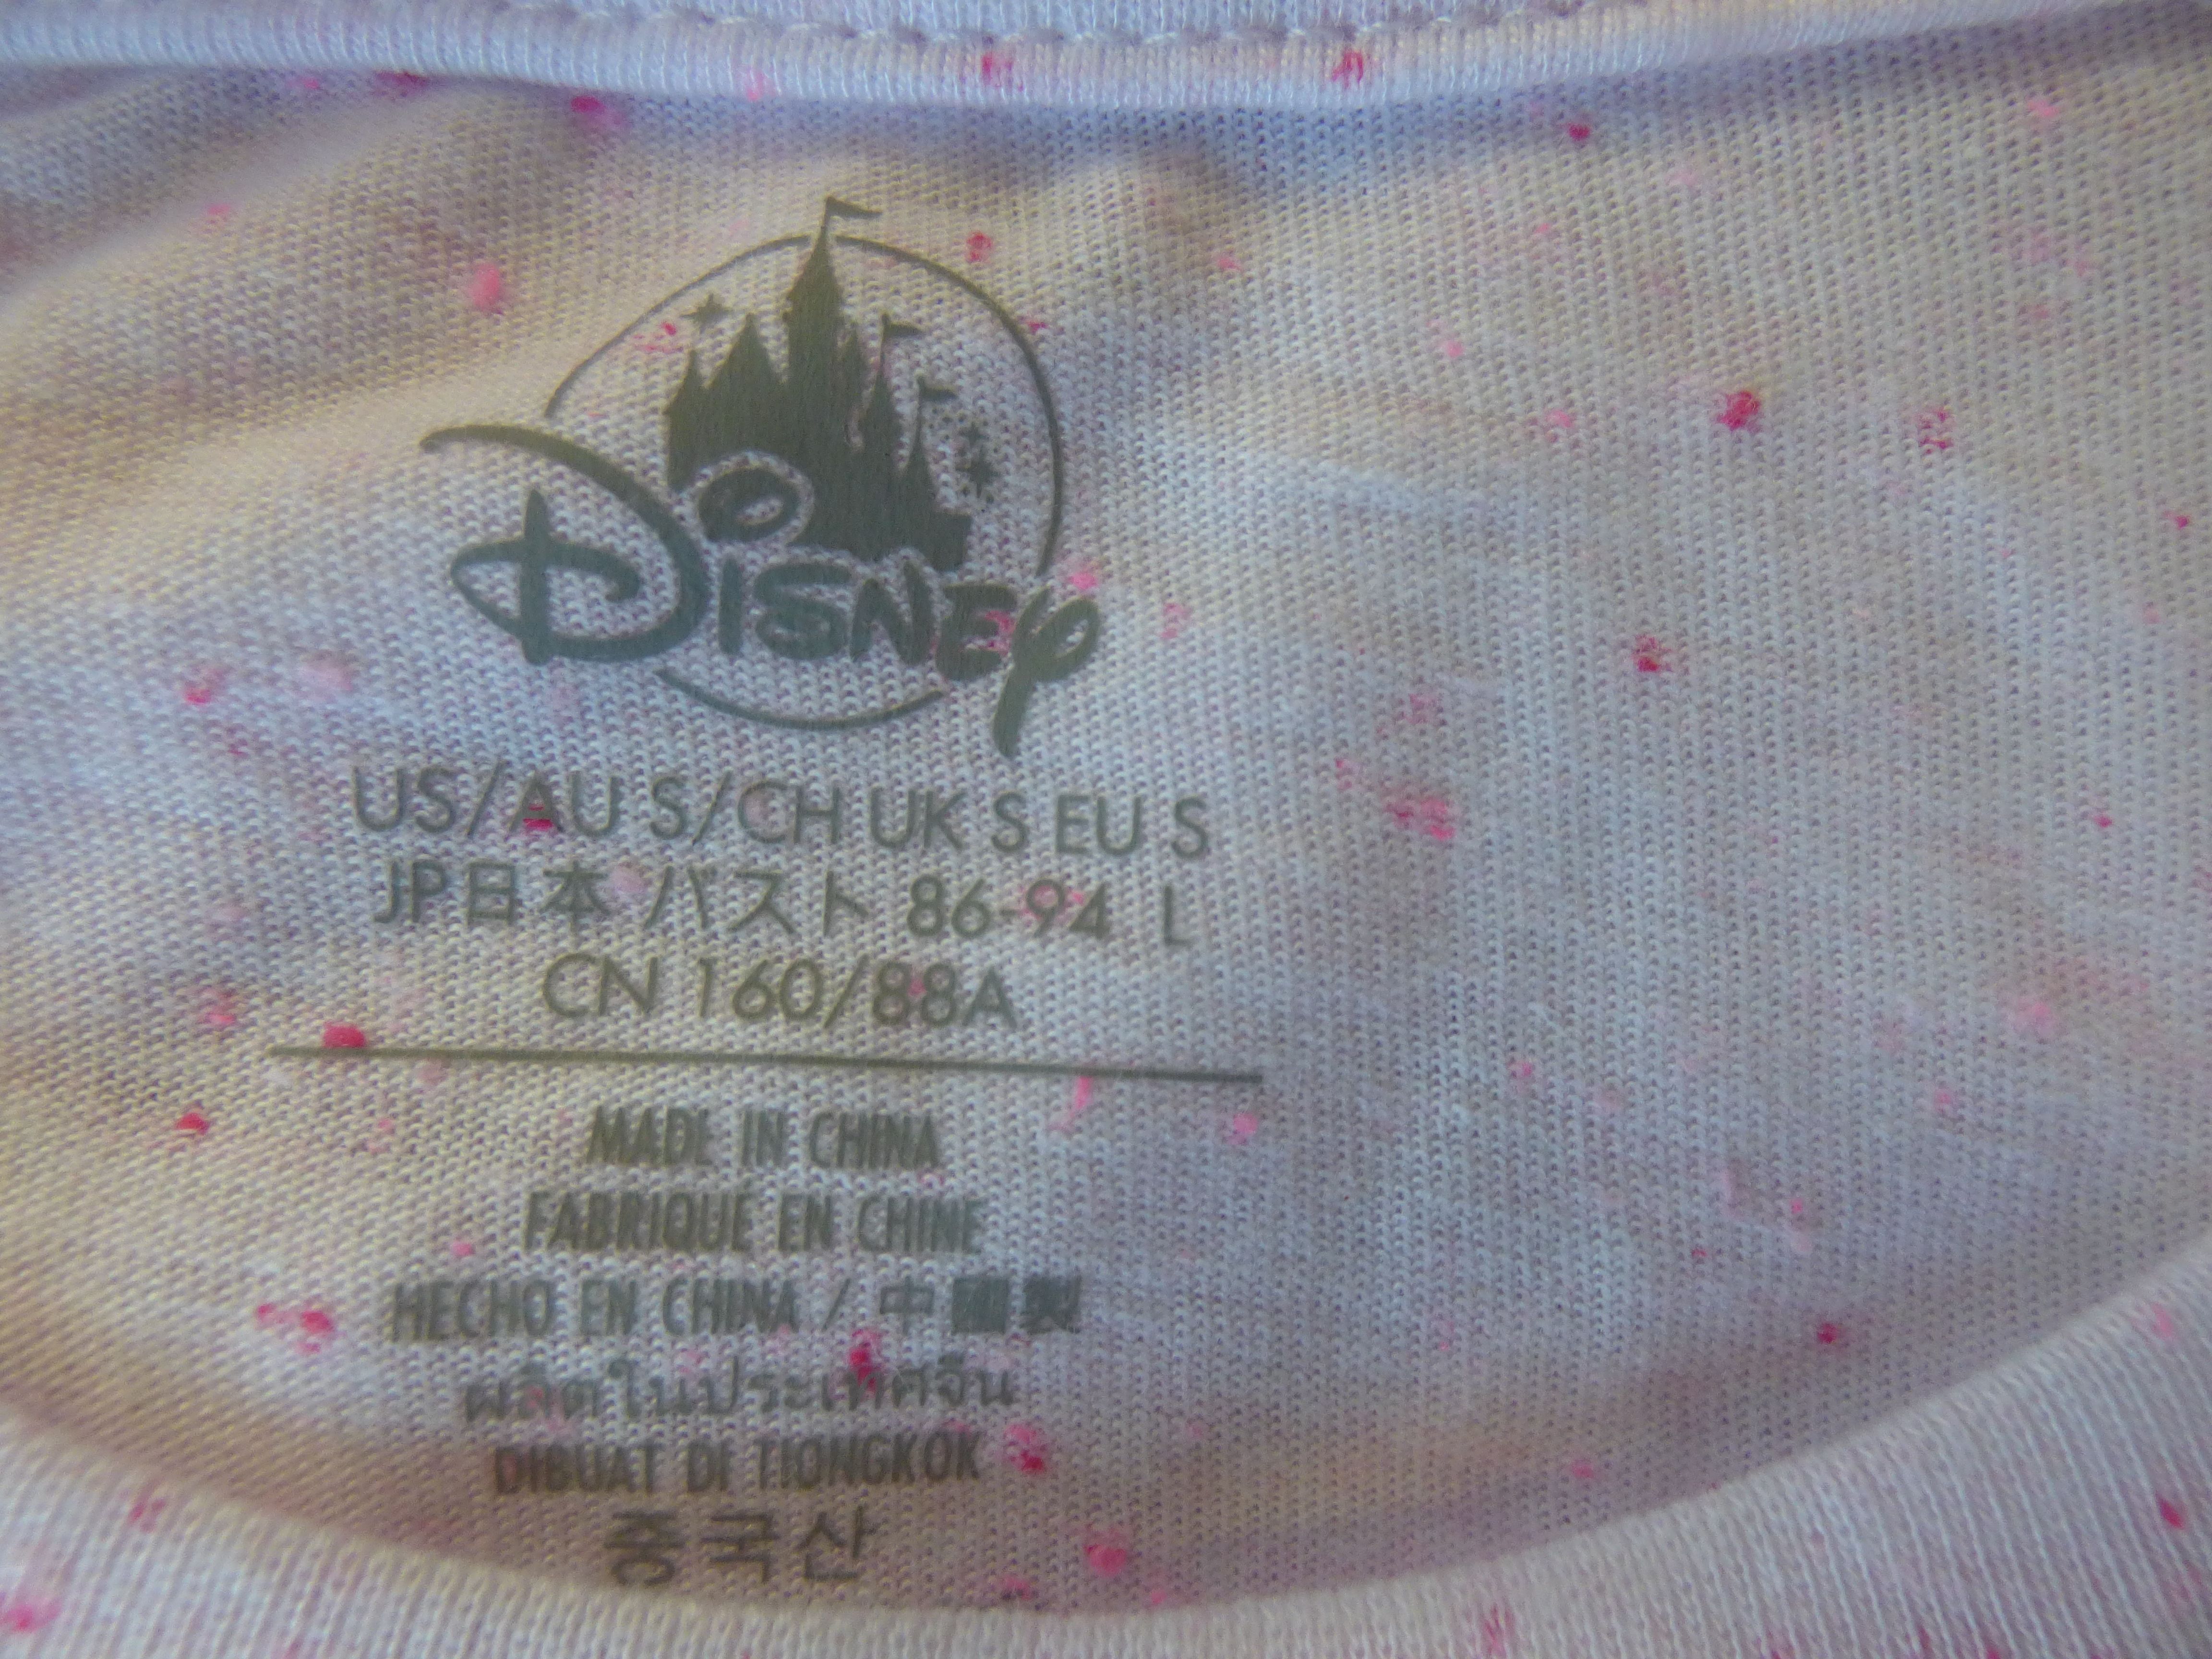 Disney
US/AU S/CH UK S EU S
JP日本 バスト 86-94 L
CN 160/88A
MADE IN CHINA
FABRIQUÉ EN CHINE
HECHO EN CHINA / 中國製
ผลิตในประเทศจีน
DIBUAT DI TIONGKOK
중국산